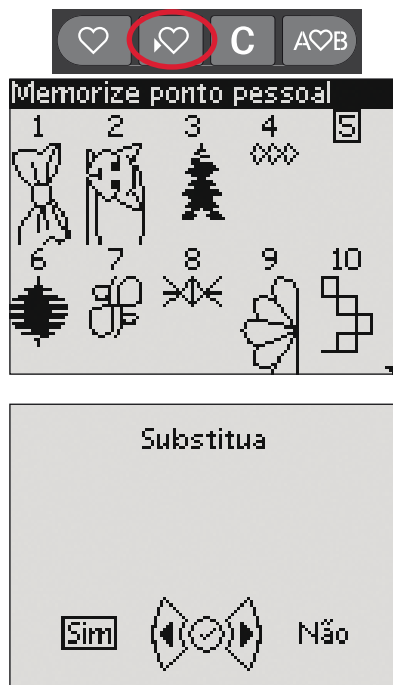 C A♡B
Memorize ponto pessoal
1 2 3 4 5
6 7 8 9 10
Substitua
Sim Não